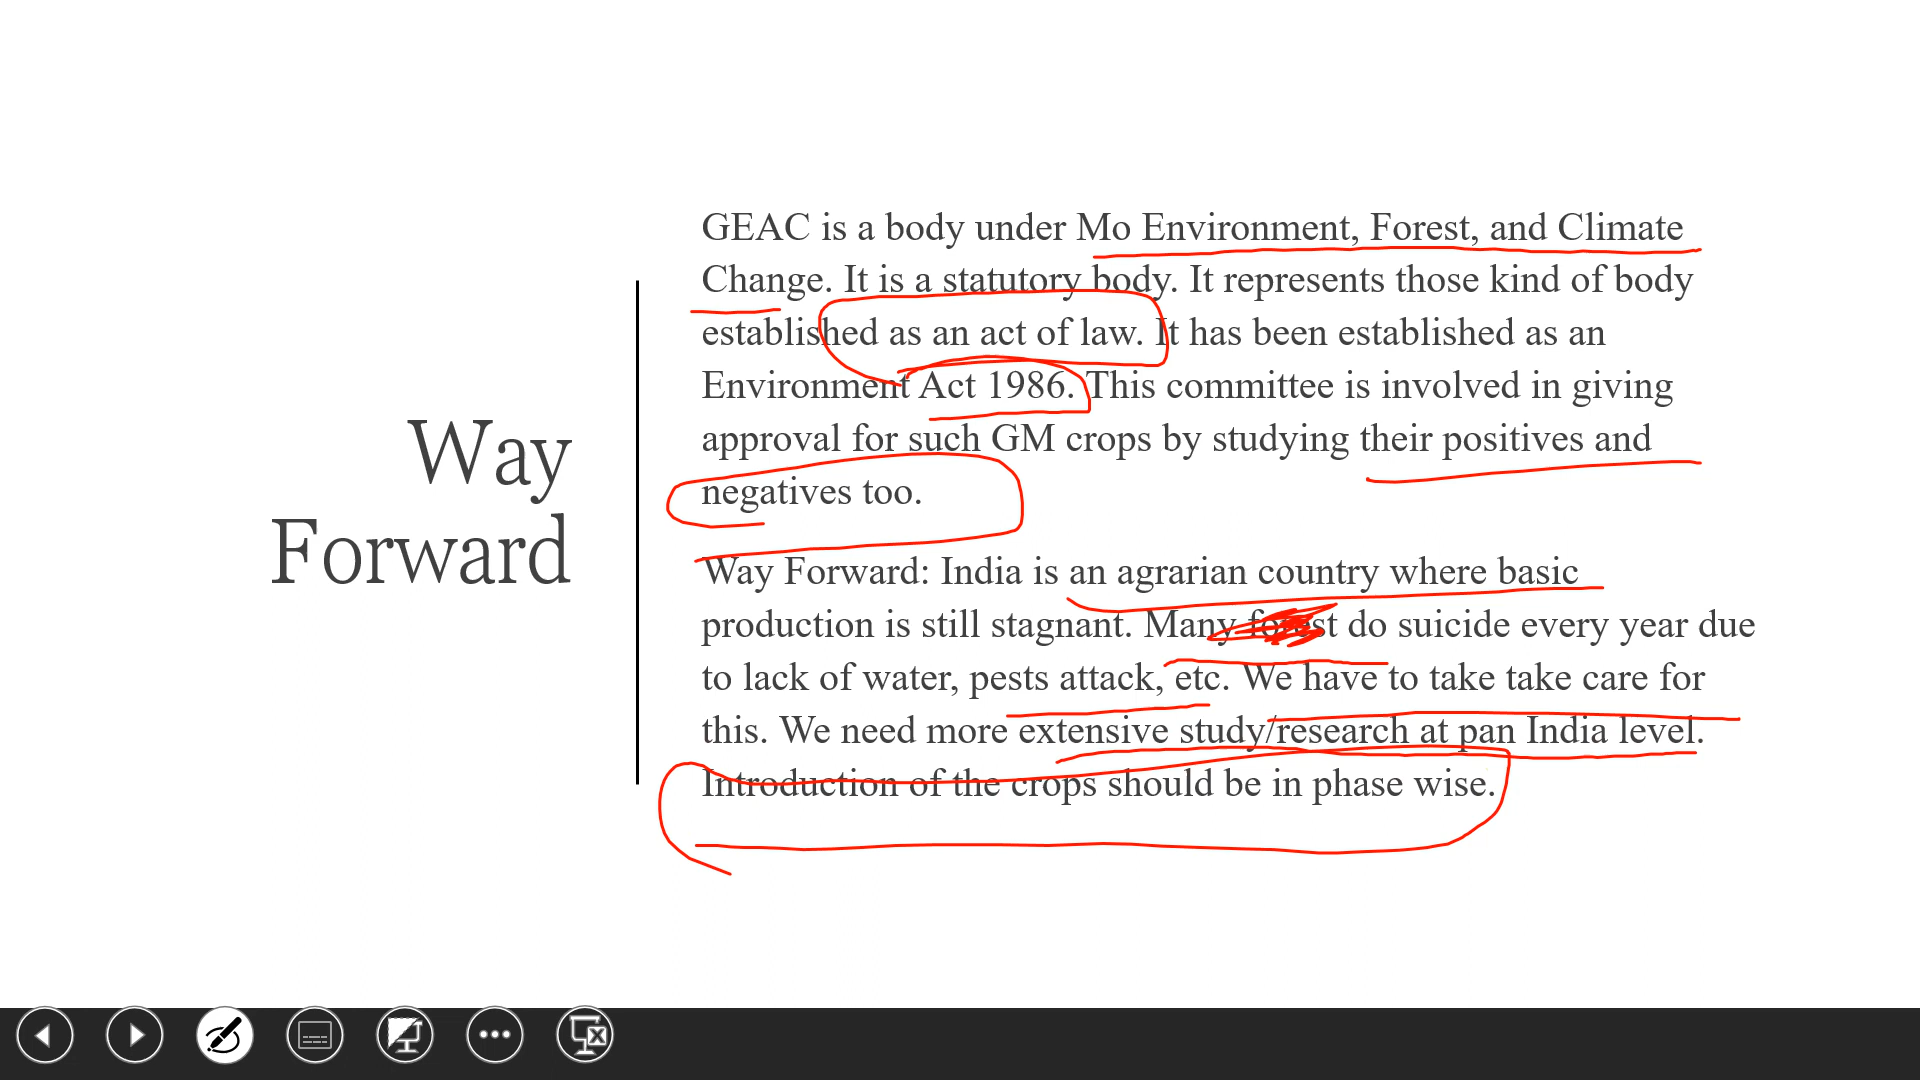 Way
Forward
GEAC is a body under Mo Environment, Forest, and Climate
Change. It is a statutory body. It represents those kind of body
established as an act of law. It has been established as an
Environment Act 1986. This committee is involved in giving
approval for such GM crops by studying their positives and
negatives too.
Way Forward: India is an agrarian country where basic
production is still stagnant. Many forest do suicide every year due
to lack of water, pests attack, etc. We have to take take care for
this. We need more extensive study/research at pan India level.
Introduction of the crops should be in phase wise.